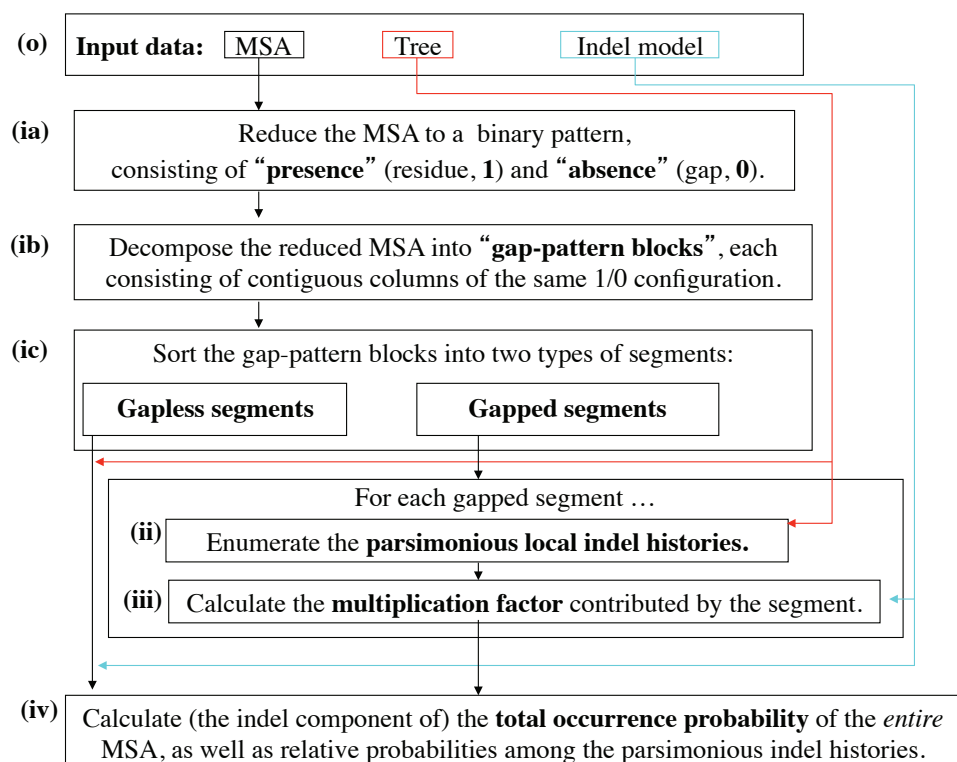 (o) Input data: MSA Tree Indel model
(ia) Reduce the MSA to a binary pattern,
consisting of “presence” (residue, 1) and “absence” (gap, 0).
(ib) Decompose the reduced MSA into “gap-pattern blocks”, each
consisting of contiguous columns of the same 1/0 configuration.
(ic) Sort the gap-pattern blocks into two types of segments:
Gapless segments Gapped segments
For each gapped segment …
(ii) Enumerate the parsimonious local indel histories.
(iii) Calculate the multiplication factor contributed by the segment.
(iv) Calculate (the indel component of) the total occurrence probability of the entire
MSA, as well as relative probabilities among the parsimonious indel histories.